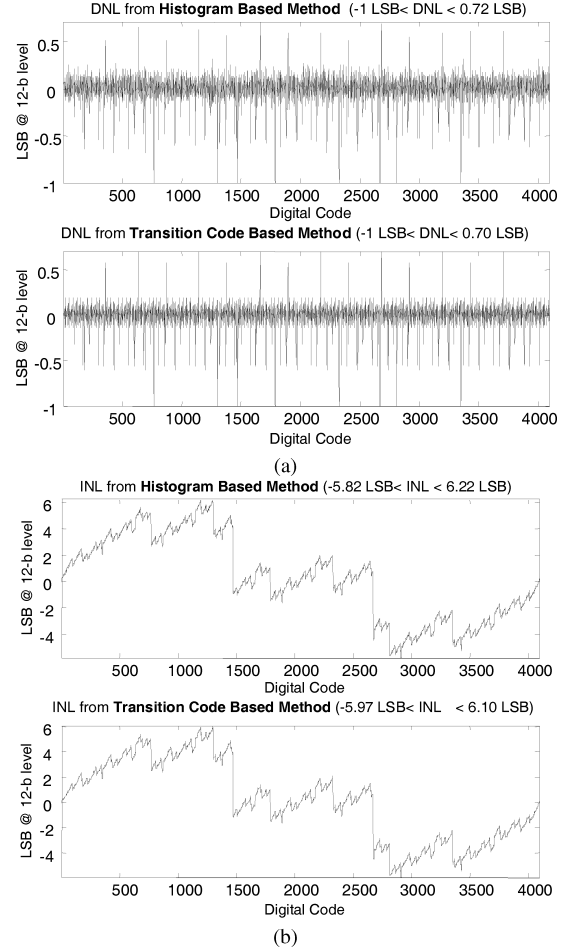 DNL from Histogram Based Method (-1 LSB< DNL < 0.72 LSB)
LSB @ 12-b level
0.5
0
-0.5
-1
500 1000 1500 2000 2500 3000 3500 4000
Digital Code
DNL from Transition Code Based Method (-1 LSB< DNL< 0.70 LSB)
LSB @ 12-b level
0.5
0
-0.5
-1
500 1000 1500 2000 2500 3000 3500 4000
Digital Code
(a)
INL from Histogram Based Method (-5.82 LSB< INL < 6.22 LSB)
LSB @ 12-b level
6
4
2
0
-2
-4
500 1000 1500 2000 2500 3000 3500 4000
Digital Code
INL from Transition Code Based Method (-5.97 LSB< INL < 6.10 LSB)
LSB @ 12-b level
6
4
2
0
-2
-4
500 1000 1500 2000 2500 3000 3500 4000
Digital Code
(b)